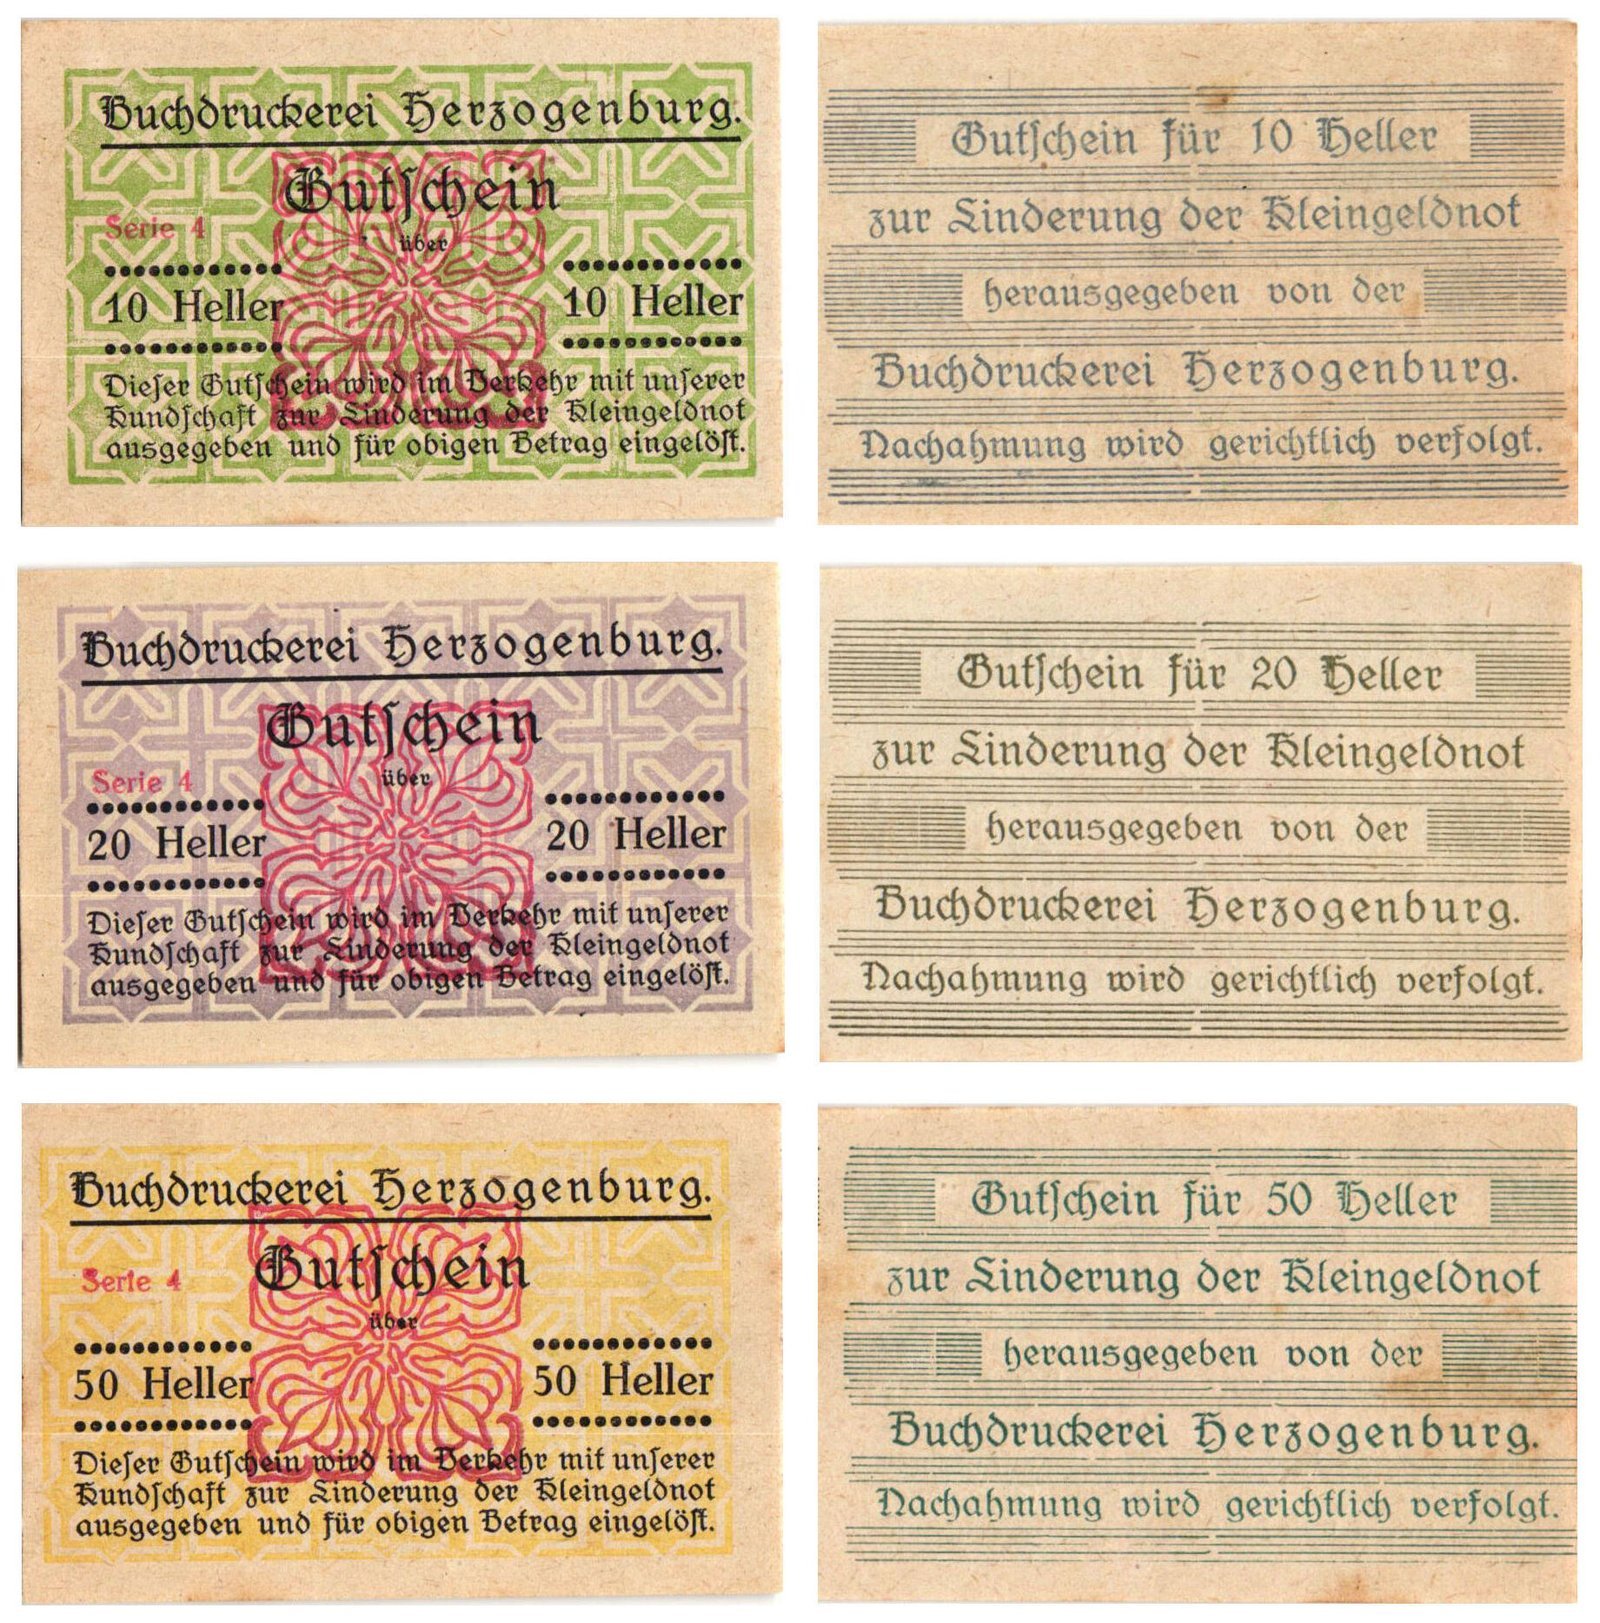 Buchdruckerei Herzogenburg.
Gutschein
über
Serie 4
10 Heller 10 Heller
Dieser Gutschein wird im Verkehr mit unserer
Kundschaft zur Linderung der Kleingeldnot
ausgegeben und für obigen Betrag eingelöst.
Gutschein für 10 Heller
zur Linderung der Kleingeldnot
herausgegeben von der
Buchdruckerei Herzogenburg.
Nachahmung wird gerichtlich verfolgt.
Buchdruckerei Herzogenburg.
Gutschein
über
Serie 4
20 Heller 20 Heller
Dieser Gutschein wird im Verkehr mit unserer
Kundschaft zur Linderung der Kleingeldnot
ausgegeben und für obigen Betrag eingelöst.
Gutschein für 20 Heller
zur Linderung der Kleingeldnot
herausgegeben von der
Buchdruckerei Herzogenburg.
Nachahmung wird gerichtlich verfolgt.
Buchdruckerei Herzogenburg.
Gutschein
Serie 4
über
50 Heller 50 Heller
Dieser Gutschein wird im Verkehr mit unserer
Kundschaft zur Linderung der Kleingeldnot
ausgegeben und für obigen Betrag eingelöst.
Gutschein für 50 Heller
zur Linderung der Kleingeldnot
herausgegeben von der
Buchdruckerei Herzogenburg.
Nachahmung wird gerichtlich verfolgt.